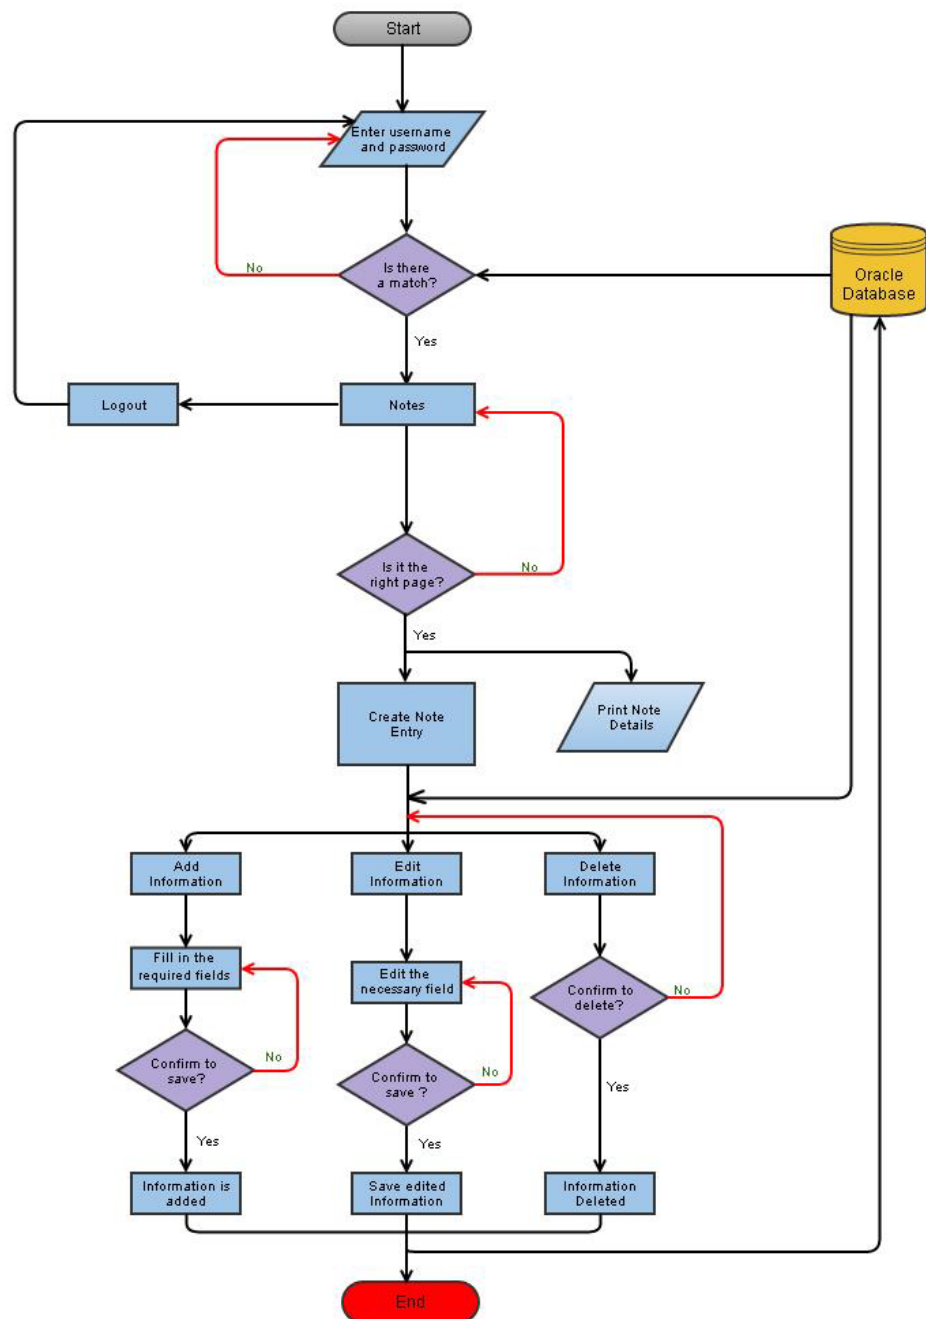 Start
Enter username
and password
Is there
a match?
No
Oracle
Database
Yes
Logout
Notes
Is it the
right page?
No
Yes
Create Note
Entry
Print Note
Details
Add
Information
Edit
Information
Delete
Information
Fill in the
required fields
Edit the
necessary field
Confirm to
delete?
No
Confirm to
save?
No
Confirm to
save ?
No
Yes
Yes
Yes
Information is
added
Save edited
Information
Information
Deleted
End